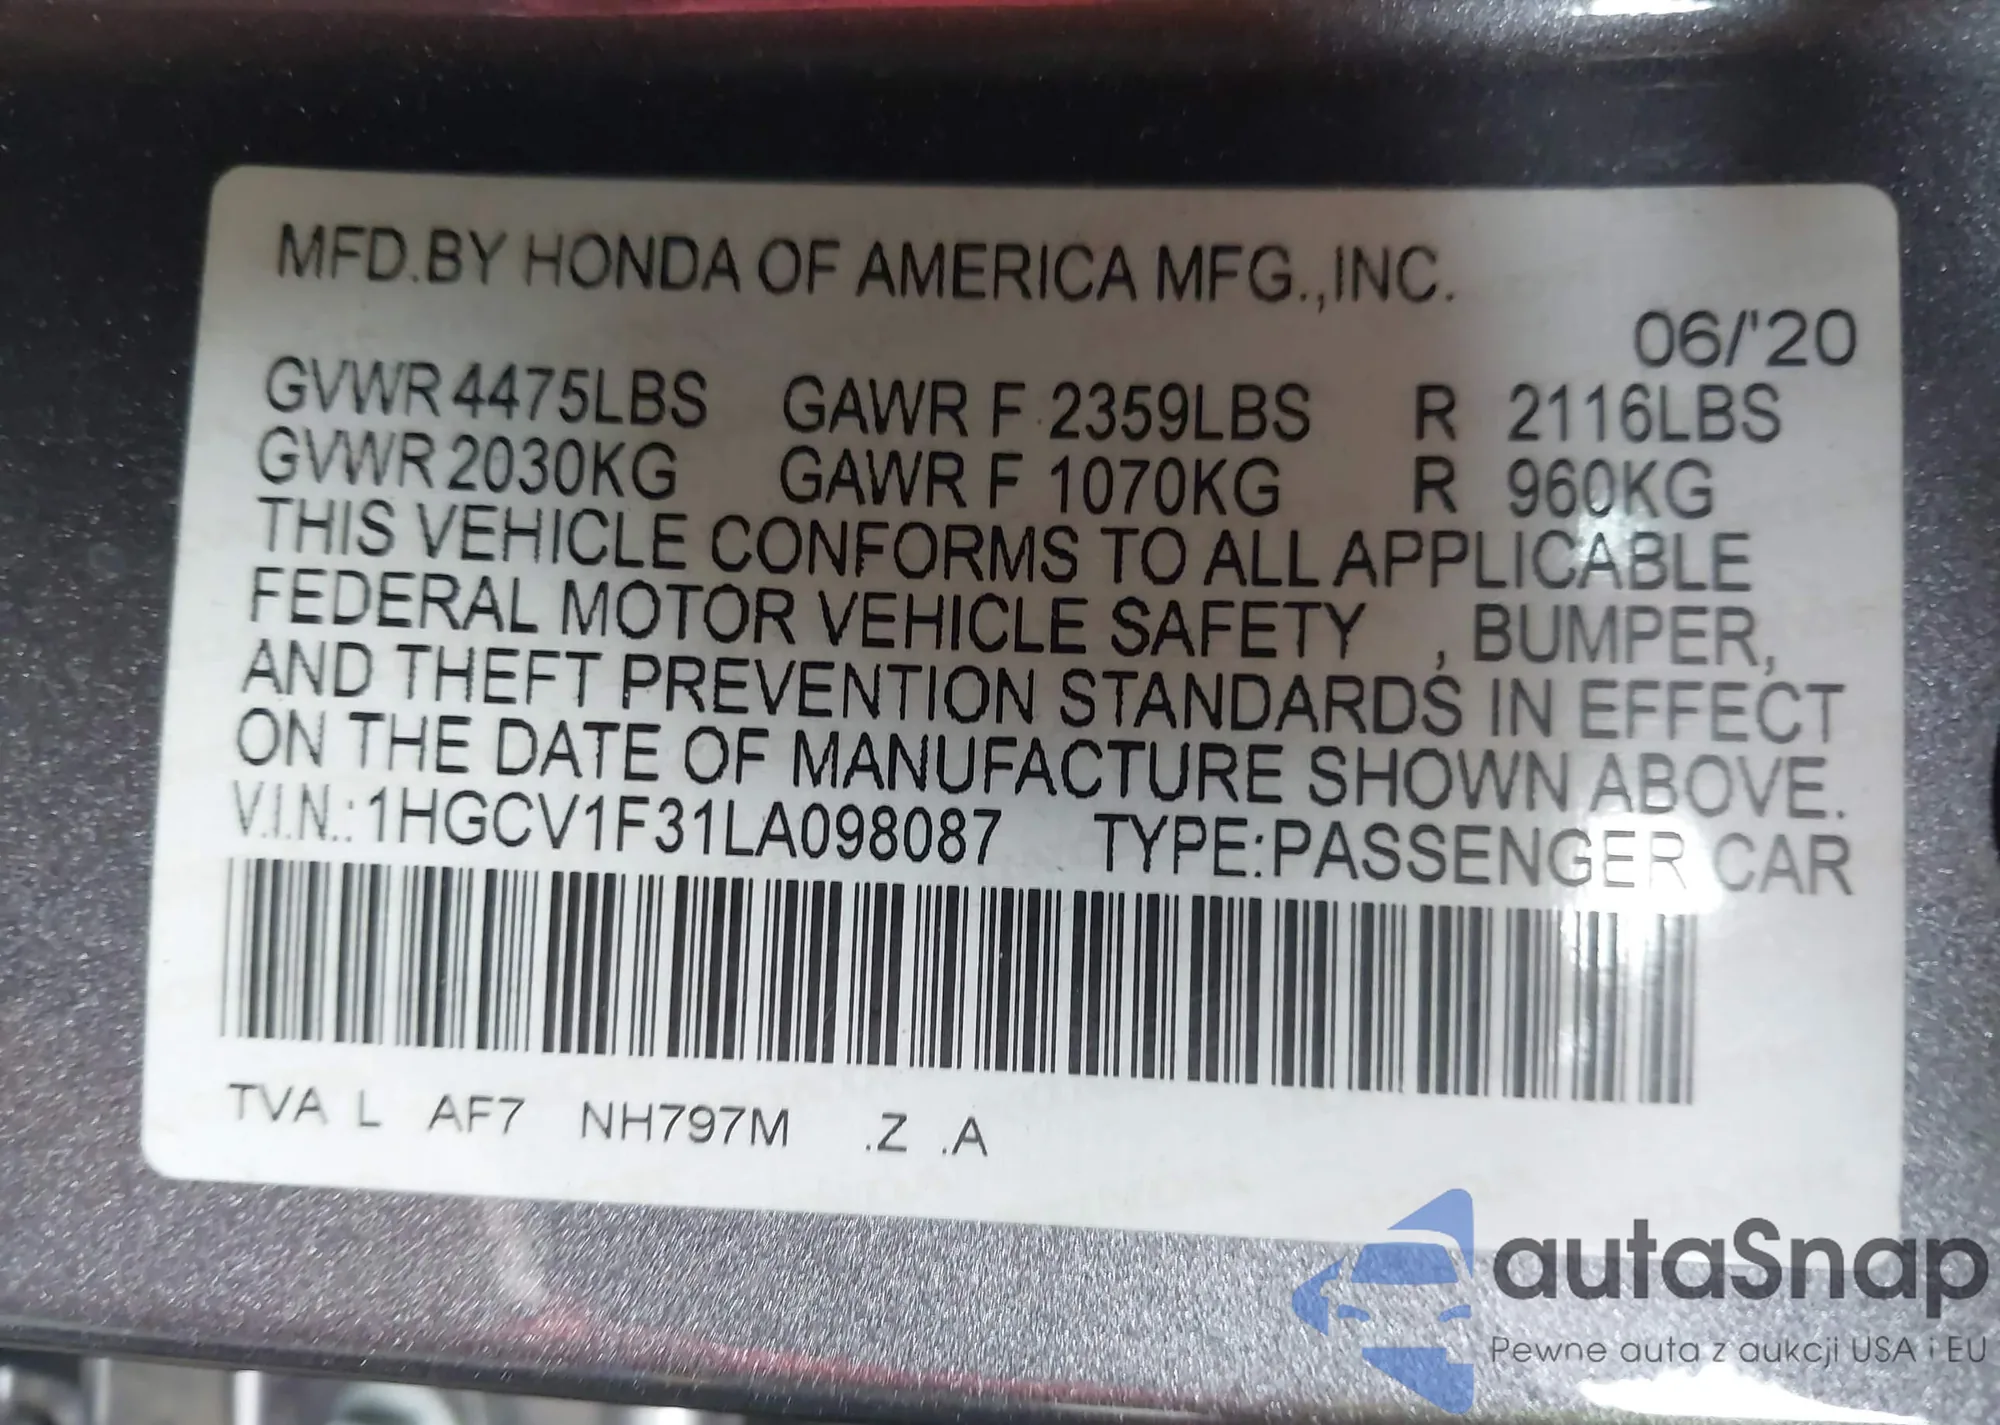 MFD.BY HONDA OF AMERICA MFG.,INC.
06/'20
GVWR 4475LBS GAWR F 2359LBS R 2116LBS
GVWR 2030KG GAWR F 1070KG R 960KG
THIS VEHICLE CONFORMS TO ALL APPLICABLE
FEDERAL MOTOR VEHICLE SAFETY , BUMPER,
AND THEFT PREVENTION STANDARDS IN EFFECT
ON THE DATE OF MANUFACTURE SHOWN ABOVE.
V.I.N.: 1HGCV1F31LA098087 TYPE:PASSENGER CAR
TVA L AF7 NH797M .Z .A
autaSnap
Pewne auta z aukcji USA i EU